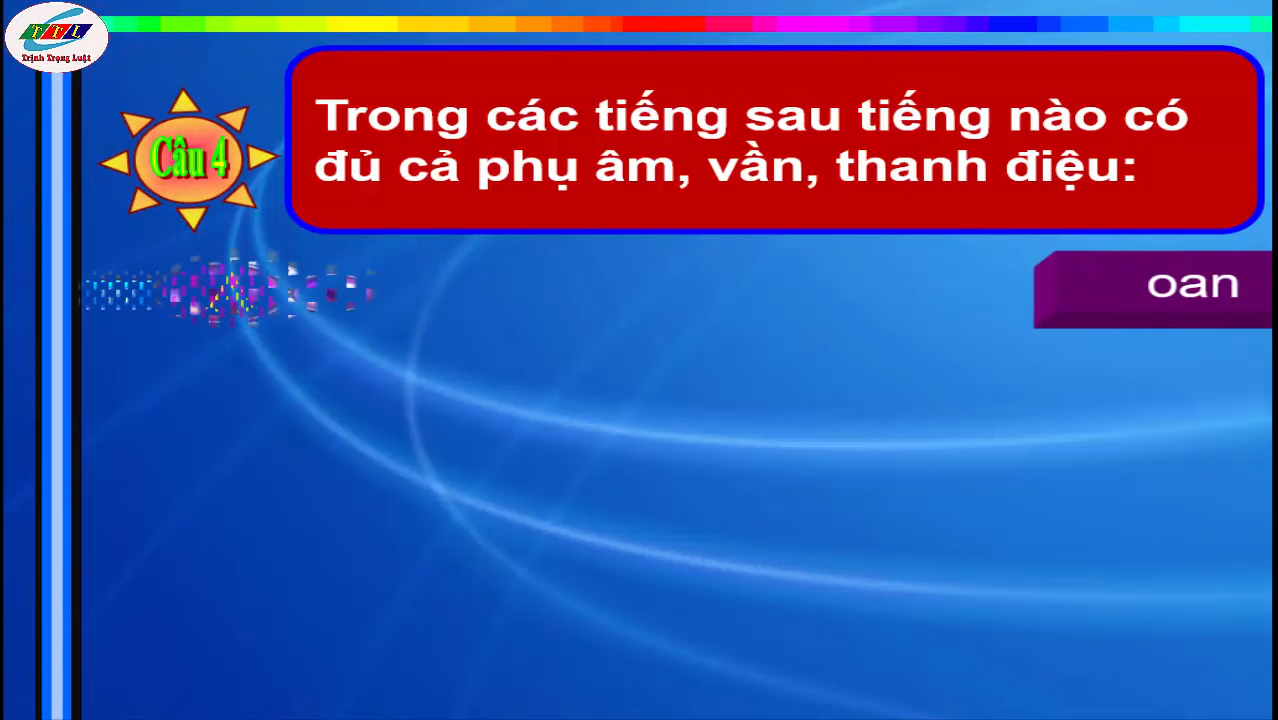 TTL
Trịnh Trọng Luật
Câu 4
Trong các tiếng sau tiếng nào có
đủ cả phụ âm, vần, thanh điệu:
oan